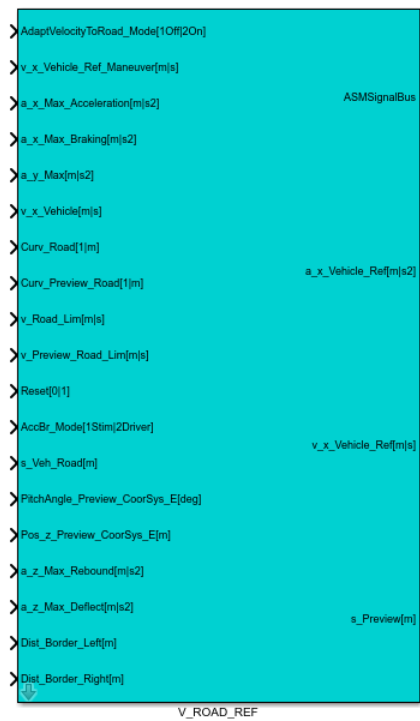 AdaptVelocityToRoad_Mode[1Off|2On]
v_x_Vehicle_Ref_Maneuver[m|s]
a_x_Max_Acceleration[m|s2]
ASMSignalBus
a_x_Max_Braking[m|s2]
a_y_Max[m|s2]
v_x_Vehicle[m|s]
Curv_Road[1|m]
a_x_Vehicle_Ref[m|s2]
Curv_Preview_Road[1|m]
v_Road_Lim[m|s]
v_Preview_Road_Lim[m|s]
Reset[0|1]
AccBr_Mode[1Stim|2Driver]
v_x_Vehicle_Ref[m|s]
s_Veh_Road[m]
PitchAngle_Preview_CoorSys_E[deg]
Pos_z_Preview_CoorSys_E[m]
a_z_Max_Rebound[m|s2]
a_z_Max_Deflect[m|s2]
s_Preview[m]
Dist_Border_Left[m]
Dist_Border_Right[m]
V_ROAD_REF